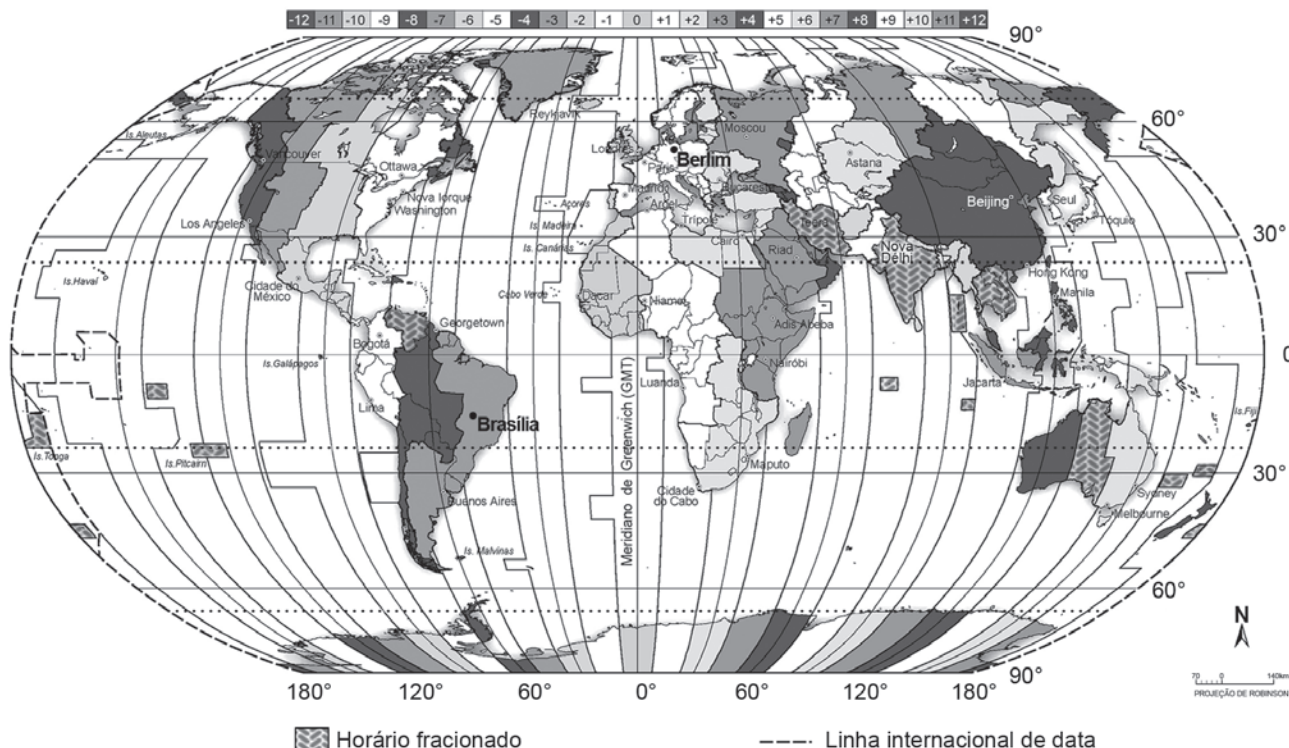 -12 -11 -10 -9 -8 -7 -6 -5 -4 -3 -2 -1 0 +1 +2 +3 +4 +5 +6 +7 +8 +9 +10 +11 +12
90°
60°
30°
0
30°
60°
90°
Is.Aleutas
Vancouver
Ottawa
Nova Iorque
Washington
Los Angeles
Is.Havaí
Cidade do
México
Georgetown
Bogotá
Is.Galápagos
Lima
Brasília
Is.Tonga
Is.Pitcairn
Buenos Aires
Is. Malvinas
Reykjavik
Londres
Berlim
Paris
Madrid
Bucareste
Argel
Trípoli
Açores
Is. Madeira
Is. Canárias
Cabo Verde
Dacar
Niamei
Cairo
Riad
Moscou
Astana
Nova
Délhi
Beijing
Seul
Tóquio
Hong Kong
Manila
Adis Abeba
Nairóbi
Luanda
Jacarta
Maputo
Cidade
do Cabo
Sydney
Melbourne
Is.Fiji
Meridiano de Greenwich (GMT)
180° 120° 60° 0° 60° 120° 180°
N
70 0 140km
PROJEÇÃO DE ROBINSON
Horário fracionado
Linha internacional de data